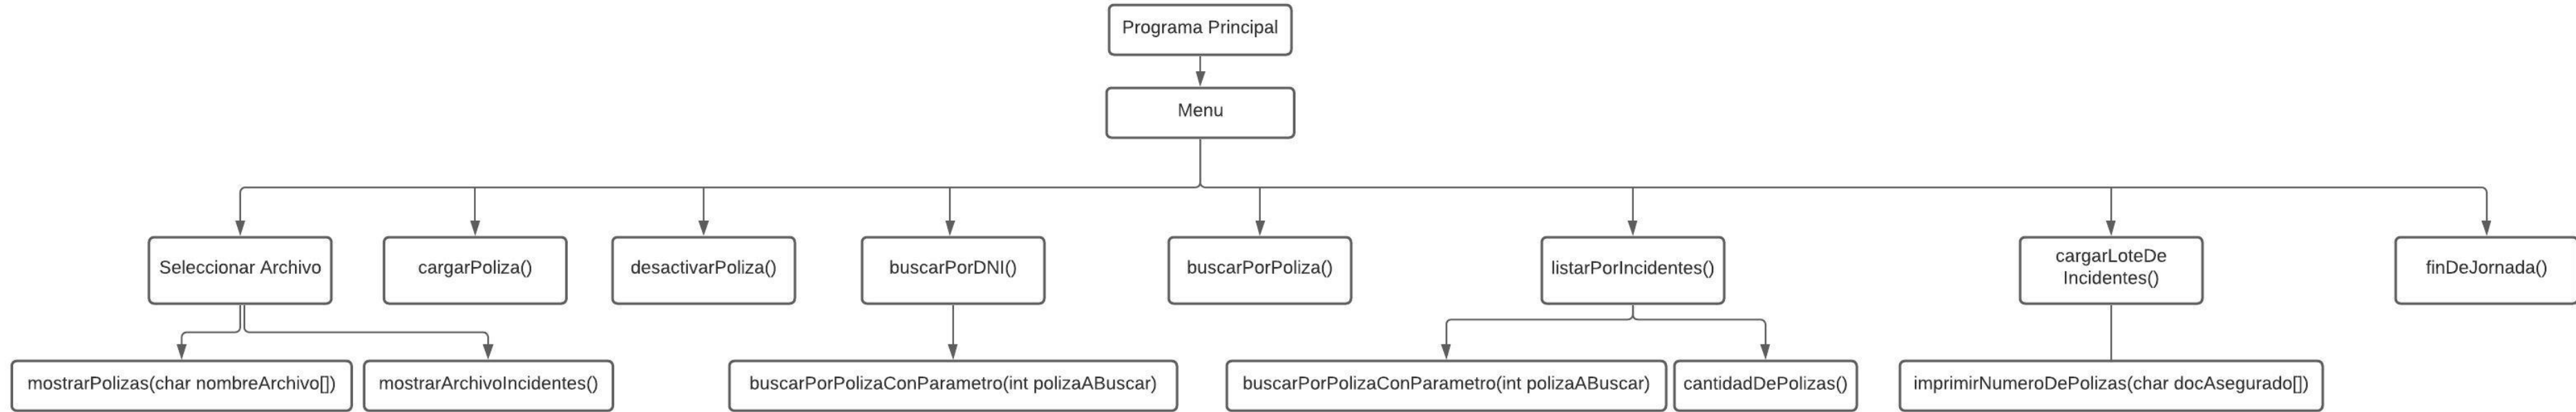 Programa Principal
Menu
Seleccionar Archivo
cargarPoliza()
desactivarPoliza()
buscarPorDNI()
buscarPorPoliza()
listarPorIncidentes()
cargarLoteDe
Incidentes()
finDeJornada()
mostrarPolizas(char nombreArchivo[])
mostrarArchivoIncidentes()
buscarPorPolizaConParametro(int polizaABuscar)
buscarPorPolizaConParametro(int polizaABuscar)
cantidadDePolizas()
imprimirNumeroDePolizas(char docAsegurado[])